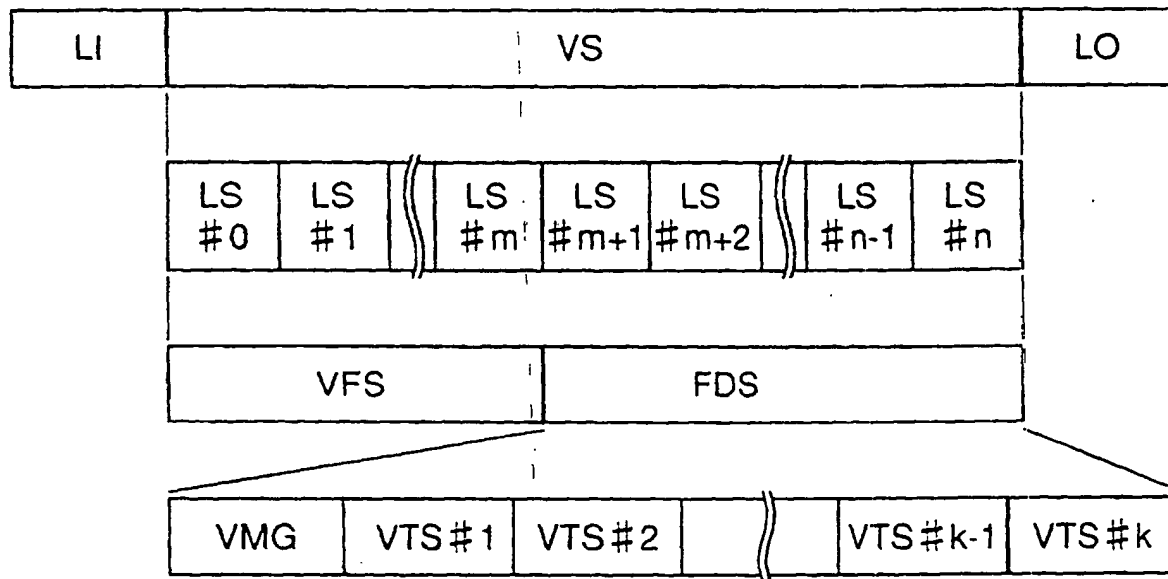 LI VS LO
LS LS LS LS LS LS LS
#0 #1 #m #m+1 #m+2 #n-1 #n
VFS FDS
VMG VTS#1 VTS#2 VTS#k-1 VTS#k